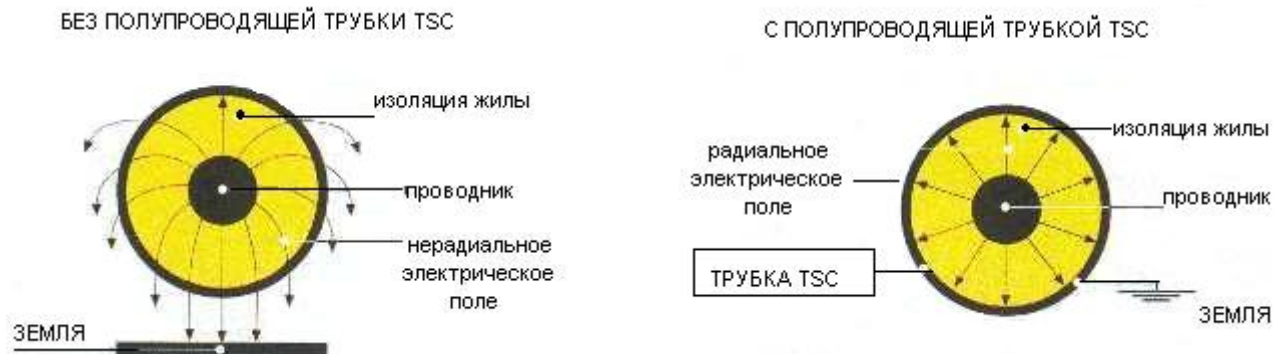 БЕЗ ПОЛУПРОВОДЯЩЕЙ ТРУБКИ TSC
изоляция жилы
проводник
нерадиальное
электрическое
поле
ЗЕМЛЯ
С ПОЛУПРОВОДЯЩЕЙ ТРУБКОЙ TSC
изоляция жилы
радиальное
электрическое
поле
проводник
ТРУБКА TSC
ЗЕМЛЯ